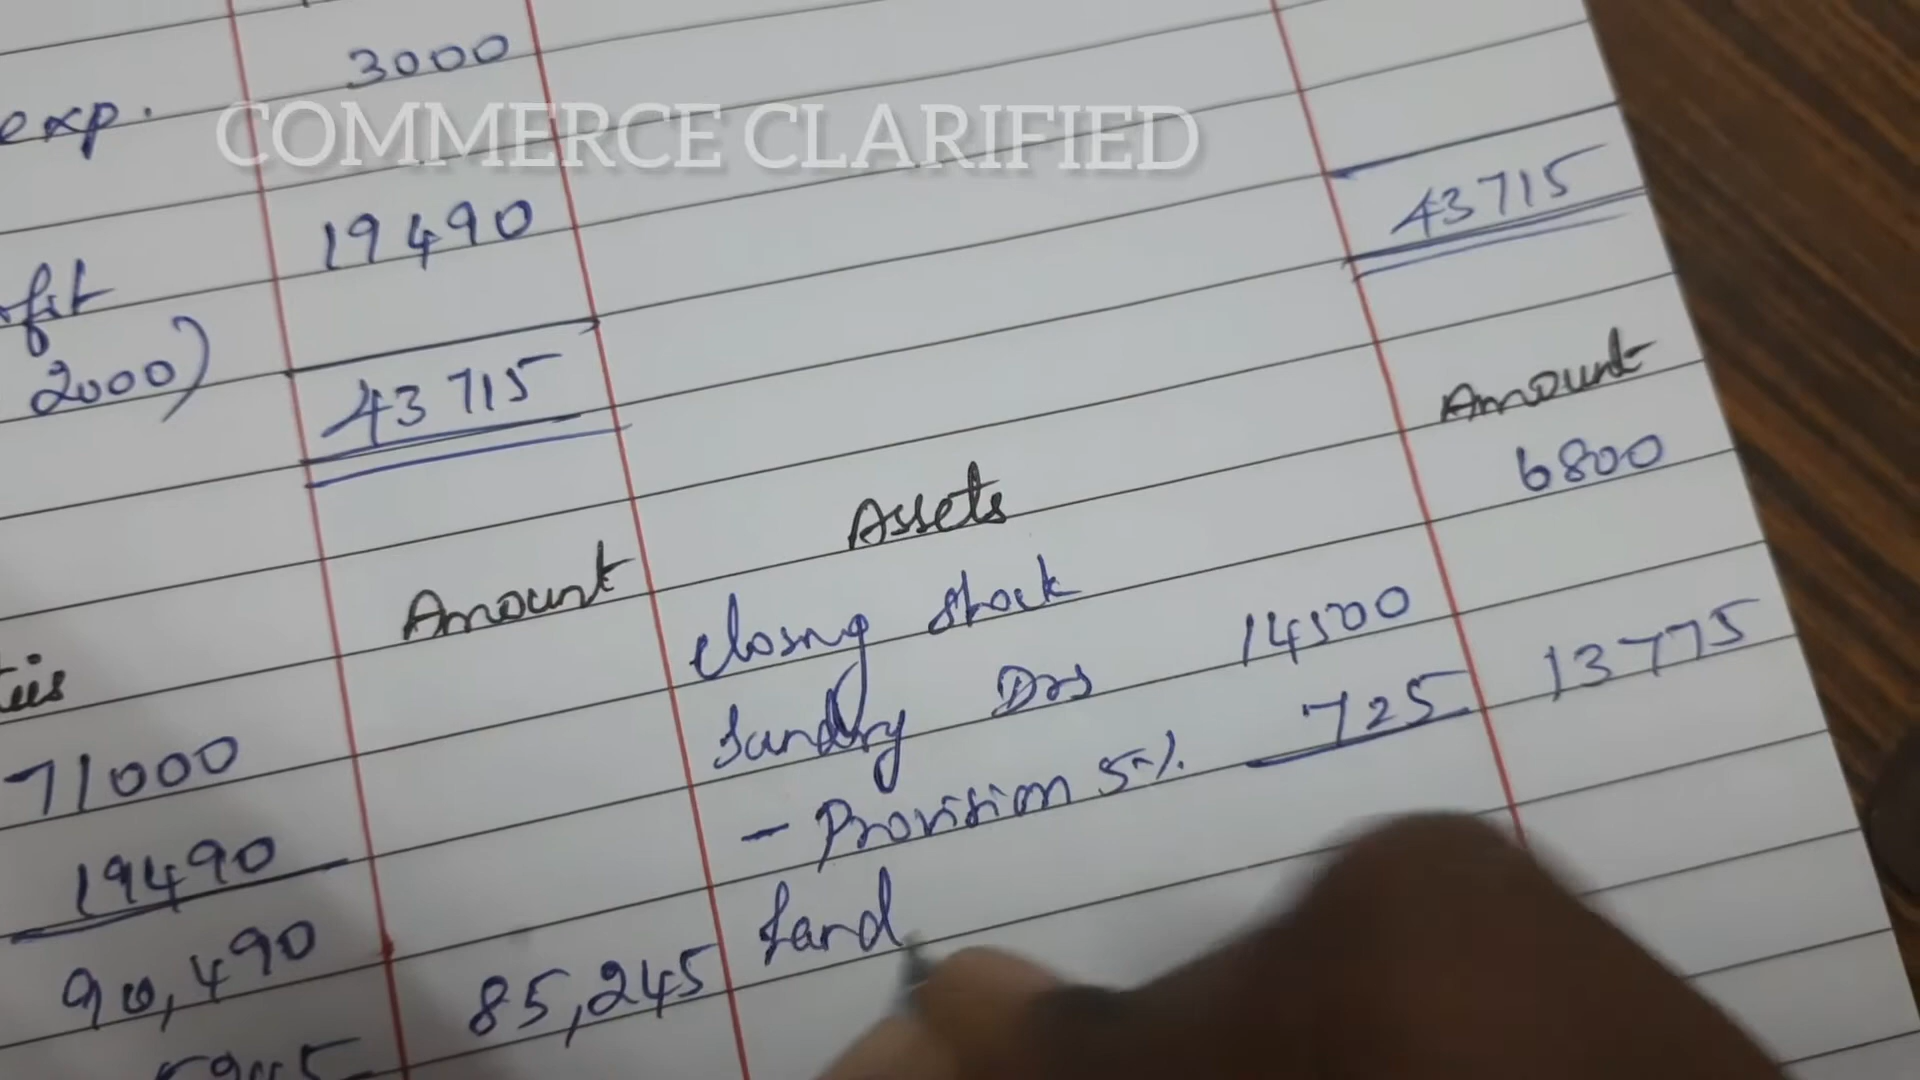 3000
exp.
COMMERCE CLARIFIED
19490
43715
2000)
43715
Amount
6800
Assets
Amount
Closing Stock
Sundry Drs 14500
13775
- Provision 5% 725
71000
19490
Land
90,490
85,245